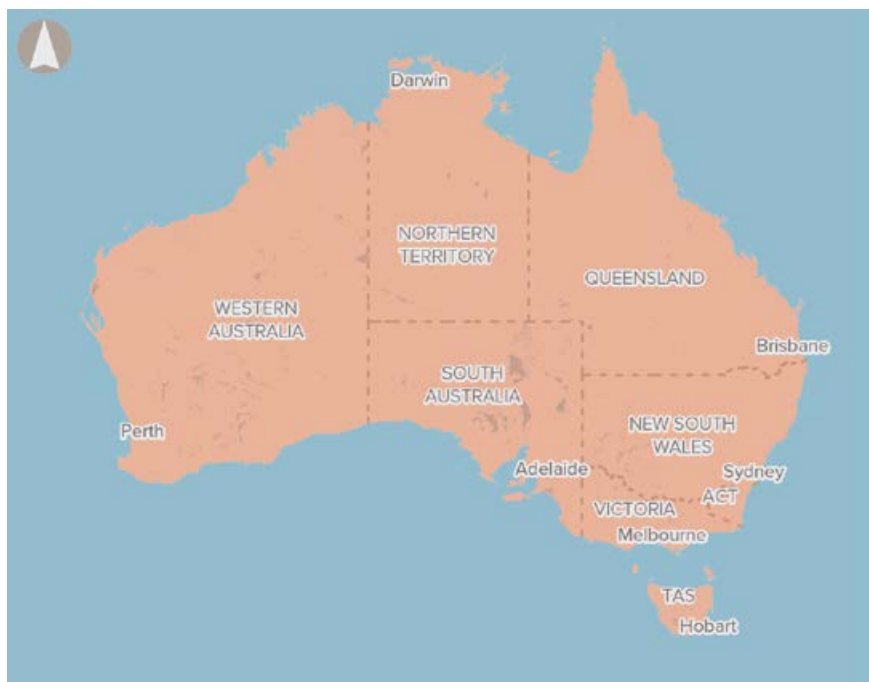 Darwin
NORTHERN
TERRITORY
QUEENSLAND
WESTERN
AUSTRALIA
Brisbane
SOUTH
AUSTRALIA
NEW SOUTH
WALES
Perth
Adelaide
Sydney
ACT
VICTORIA
Melbourne
TAS
Hobart